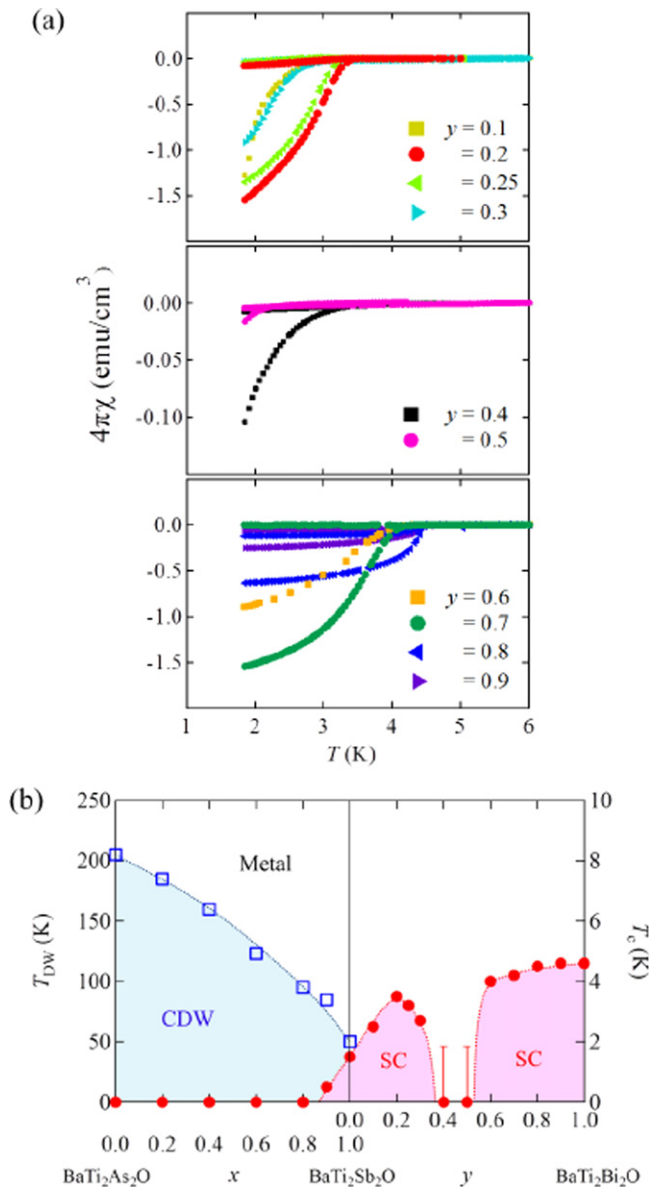 (a)
0.0
-0.5
-1.0
-1.5
y = 0.1
= 0.2
= 0.25
= 0.3
4πχ (emu/cm³)
0.00
-0.05
-0.10
y = 0.4
= 0.5
0.0
-0.5
-1.0
-1.5
y = 0.6
= 0.7
= 0.8
= 0.9
1 2 3 4 5 6
T (K)
(b)
250 10
200 8
150 6
100 4
50 2
0 0
T_DW (K)
T_c (K)
Metal
CDW
SC
SC
0.0 0.2 0.4 0.6 0.8 1.0
0.0 0.2 0.4 0.6 0.8 1.0
BaTi₂As₂O x BaTi₂Sb₂O y BaTi₂Bi₂O